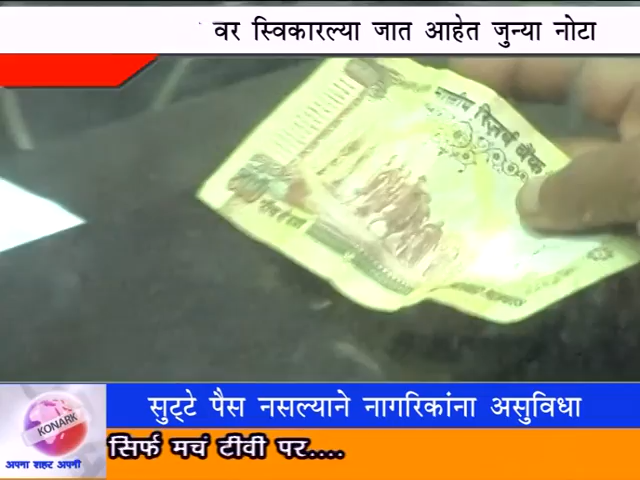 वर स्विकारल्या जात आहेत जुन्या नोटा
रिज़र्व बैंक
सुट्टे पैस नसल्याने नागरिकांना असुविधा
KONARK
अपना शहर अपनी
सिर्फ मचं टीवी पर....